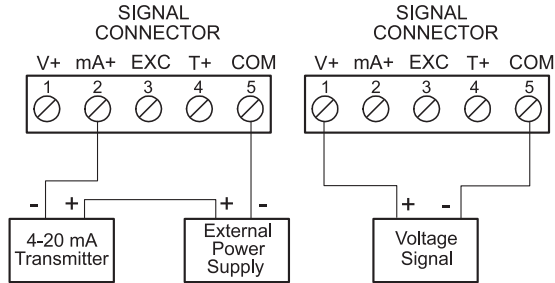 SIGNAL
CONNECTOR
V+ mA+ EXC T+ COM
1 2 3 4 5
- + + -
4-20 mA
Transmitter
External
Power
Supply
SIGNAL
CONNECTOR
V+ mA+ EXC T+ COM
1 2 3 4 5
+ -
Voltage
Signal